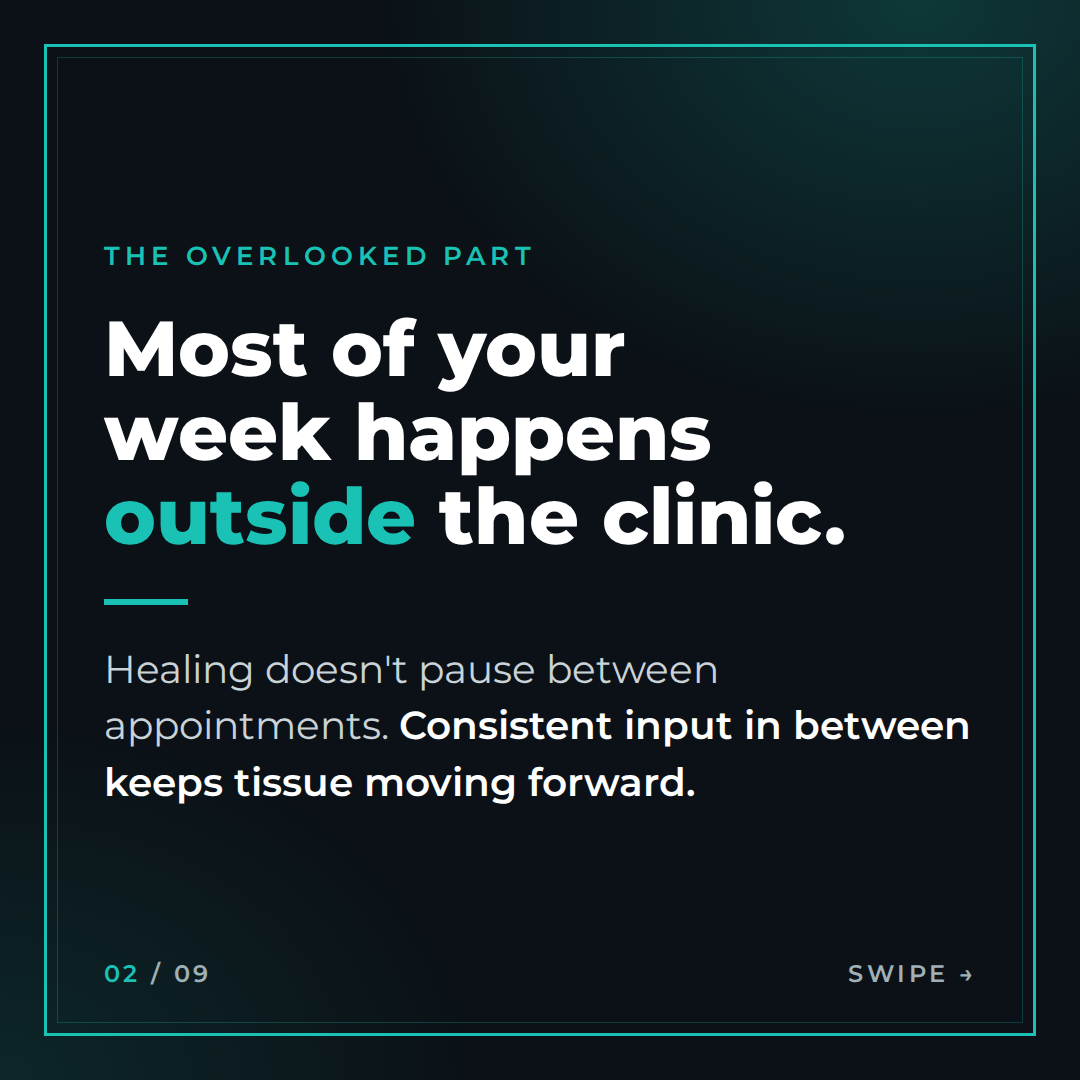 THE OVERLOOKED PART
Most of your
week happens
outside the clinic.
Healing doesn't pause between
appointments. Consistent input in between
keeps tissue moving forward.
02 / 09
SWIPE →